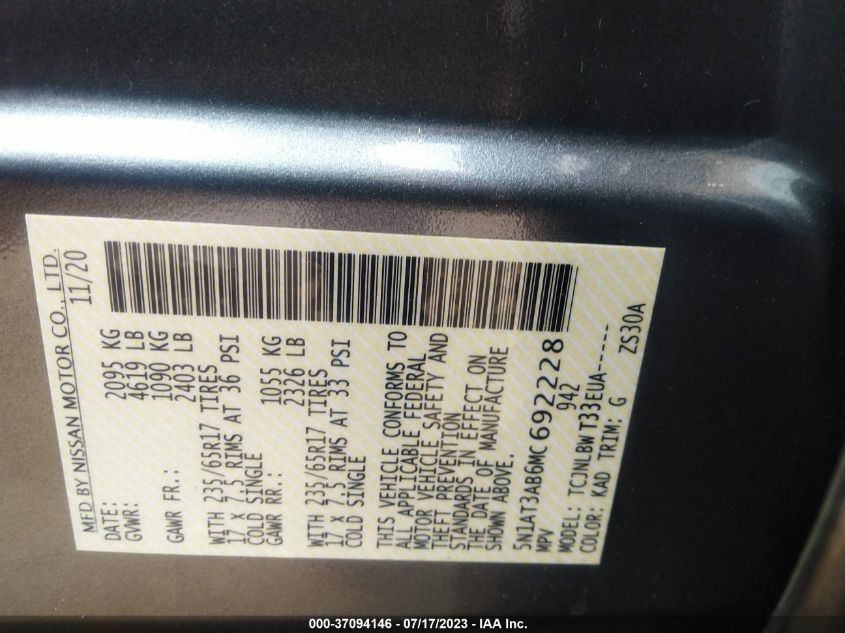 MFD BY NISSAN MOTOR CO., LTD.
DATE: 11/20
GVWR: 2095 KG
4619 LB
GAWR FR.: 1090 KG
2403 LB
WITH 235/65R17 TIRES
17 X 7.5 RIMS AT 36 PSI
COLD SINGLE
GAWR RR.: 1055 KG
2326 LB
WITH 235/65R17 TIRES
17 X 7.5 RIMS AT 33 PSI
COLD SINGLE
THIS VEHICLE CONFORMS TO
ALL APPLICABLE FEDERAL
MOTOR VEHICLE SAFETY AND
THEFT PREVENTION
STANDARDS IN EFFECT ON
THE DATE OF MANUFACTURE
SHOWN ABOVE.
5N1AT3AB6MC692228
MPV 942
MODEL: TCJNLBW T33EUA------
COLOR: KAD TRIM: G ZS30A
000-37094146 - 07/17/2023 - IAA Inc.